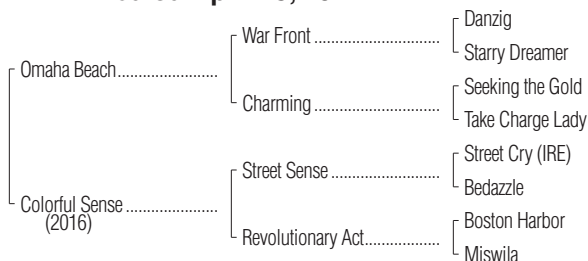 War Front
Danzig
Starry Dreamer
Omaha Beach
Charming
Seeking the Gold
Take Charge Lady
Street Sense
Street Cry (IRE)
Bedazzle
Colorful Sense
(2016)
Revolutionary Act
Boston Harbor
Miswila